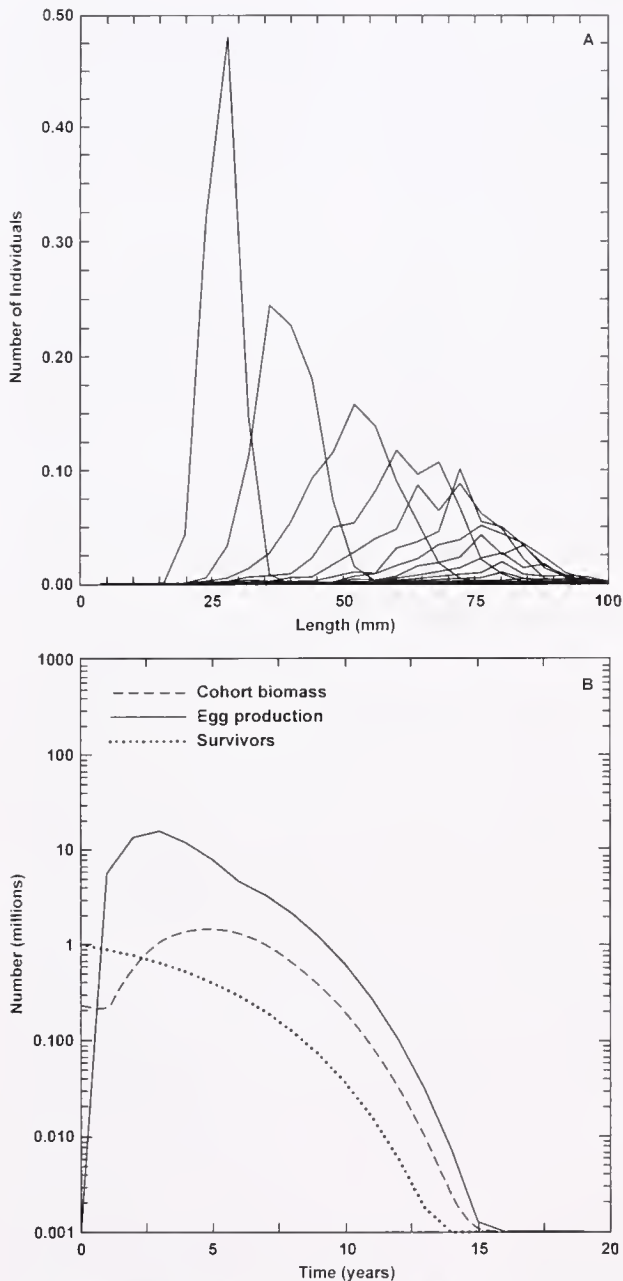 A
0.50
0.40
0.30
0.20
0.10
0.00
Number of Individuals
0 25 50 75 100
Length (mm)
B
1000
100
10
1
0.100
0.010
0.001
Number (millions)
Cohort biomass
Egg production
Survivors
0 5 10 15 20
Time (years)